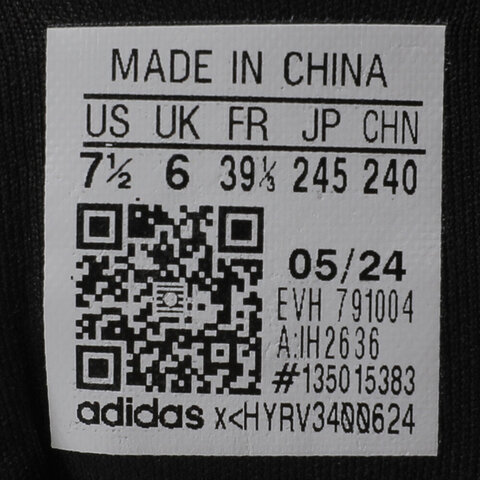 MADE IN CHINA
US UK FR JP CHN
7½ 6 39⅓ 245 240
05/24
EVH 791004
A:IH2636
#135015383
adidas x<HYRV3400624